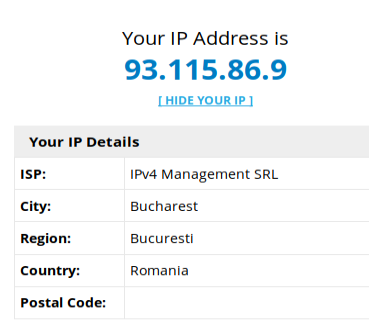 Your IP Address is
93.115.86.9
[ HIDE YOUR IP ]
Your IP Details
ISP: IPv4 Management SRL
City: Bucharest
Region: Bucuresti
Country: Romania
Postal Code: